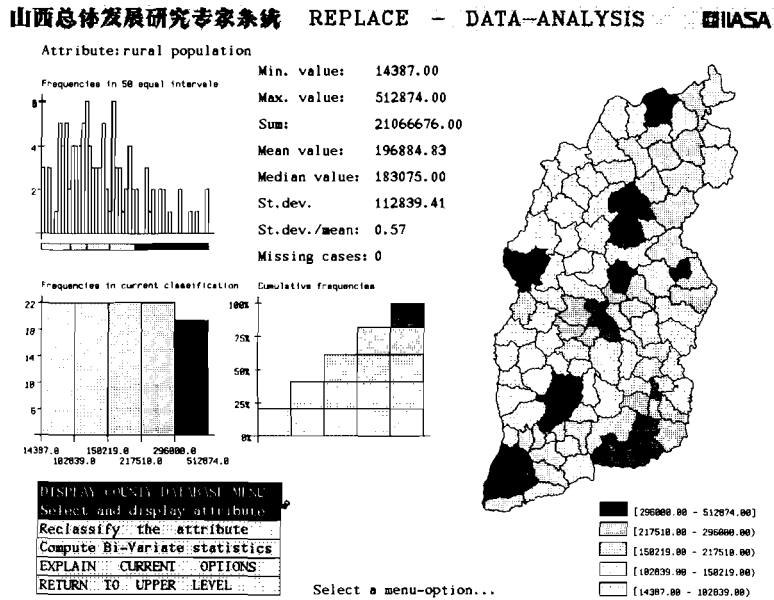 山西总体发展研究专家系统 REPLACE - DATA-ANALYSIS IIASA
Attribute:rural population
Frequencies in 50 equal intervals
Min. value: 14387.00
Max. value: 512874.00
Sum: 21066676.00
Mean value: 196884.83
Median value: 183075.00
St.dev. 112839.41
St.dev./mean: 0.57
Missing cases: 0
4
2
Frequencies in current classification
22
18
14
10
6
14387.0 150219.0 296000.0
102839.0 217510.0 512874.0
Cumulative frequencies
100%
75%
50%
25%
0%
DISPLAY COUNTY DATABASE MENU
Select and display attribute
Reclassify the attribute
Compute Bi-Variate statistics
EXPLAIN CURRENT OPTIONS
RETURN TO UPPER LEVEL
Select a menu-option...
[296000.00 - 512874.00]
[217510.00 - 296000.00)
[150219.00 - 217510.00)
[102839.00 - 150219.00)
[14387.00 - 102839.00)